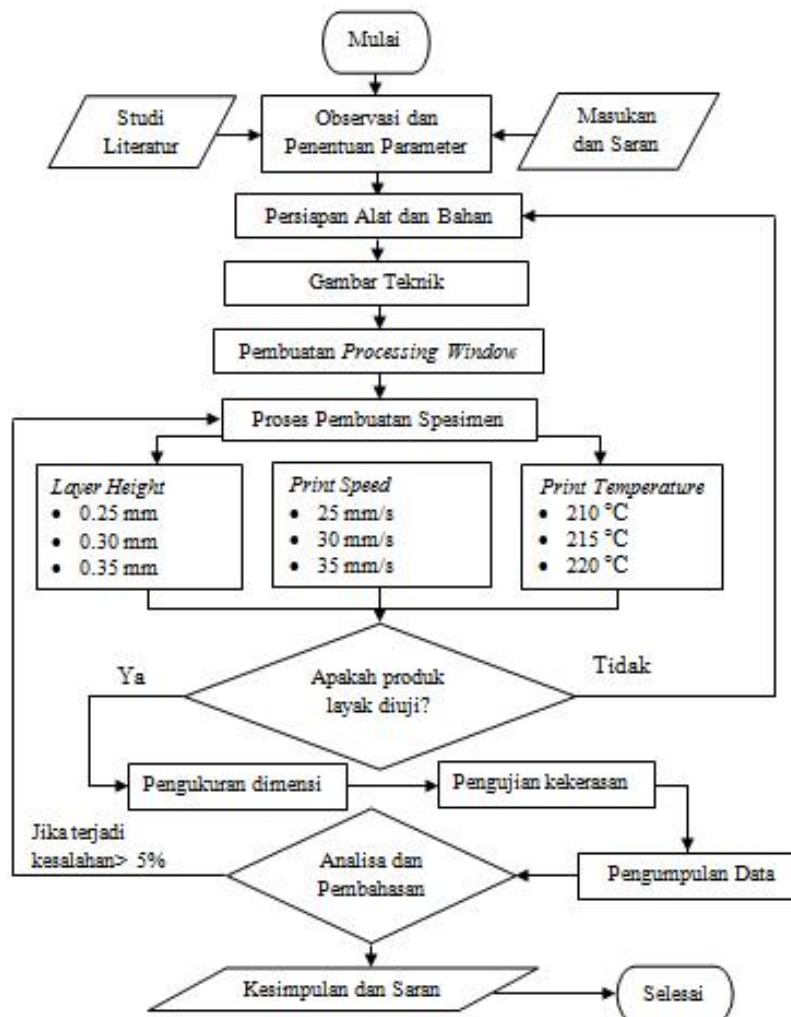 Mulai
Studi
Literatur
Observasi dan
Penentuan Parameter
Masukan
dan Saran
Persiapan Alat dan Bahan
Gambar Teknik
Pembuatan Processing Window
Proses Pembuatan Spesimen
Layer Height
• 0.25 mm
• 0.30 mm
• 0.35 mm
Print Speed
• 25 mm/s
• 30 mm/s
• 35 mm/s
Print Temperature
• 210 °C
• 215 °C
• 220 °C
Ya
Apakah produk
layak diuji?
Tidak
Pengukuran dimensi
Pengujian kekerasan
Jika terjadi
kesalahan> 5%
Analisa dan
Pembahasan
Pengumpulan Data
Kesimpulan dan Saran
Selesai